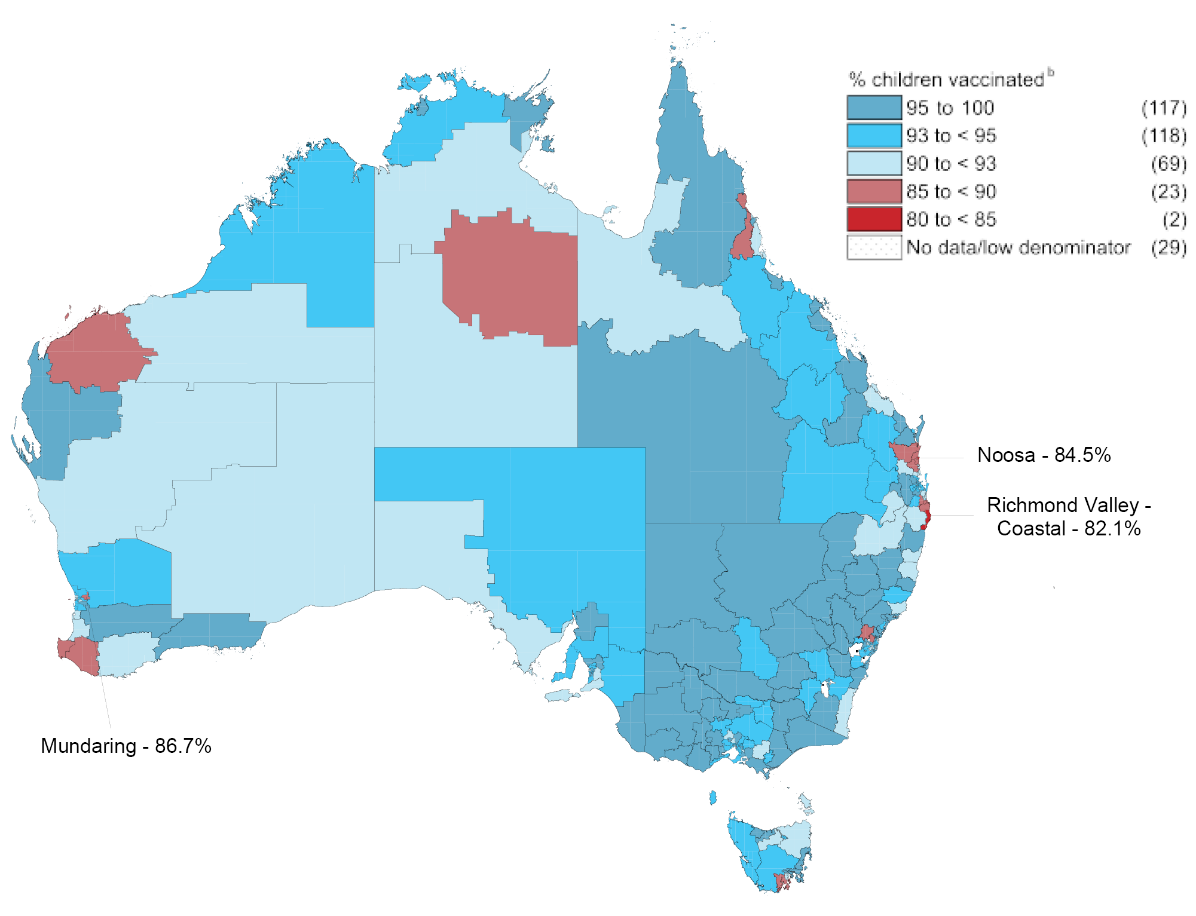 % children vaccinated b
95 to 100 (117)
93 to < 95 (118)
90 to < 93 (69)
85 to < 90 (23)
80 to < 85 (2)
No data/low denominator (29)
Noosa - 84.5%
Richmond Valley -
Coastal - 82.1%
Mundaring - 86.7%